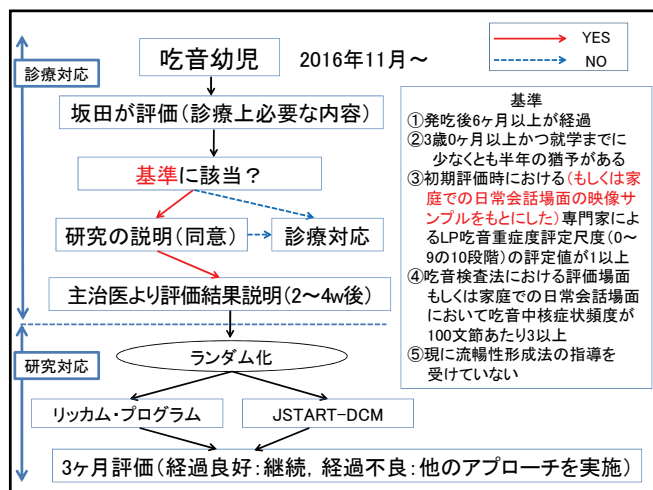 吃音幼児
2016年11月～
YES
NO
診療対応
坂田が評価(診療上必要な内容)
基準に該当？
研究の説明(同意)
診療対応
主治医より評価結果説明(2～4w後)
基準
①発吃後6ヶ月以上が経過
②3歳0ヶ月以上かつ就学までに
少なくとも半年の猶予がある
③初期評価時における(もしくは家
庭での日常会話場面の映像サ
ンプルをもとにした)専門家によ
るLP吃音重症度評定尺度(0～
9の10段階)の評定値が1以上
④吃音検査法における評価場面
もしくは家庭での日常会話場面
において吃音中核症状頻度が
100文節あたり3以上
⑤現に流暢性形成法の指導を
受けていない
研究対応
ランダム化
リッカム・プログラム
JSTART-DCM
3ヶ月評価(経過良好：継続，経過不良：他のアプローチを実施)